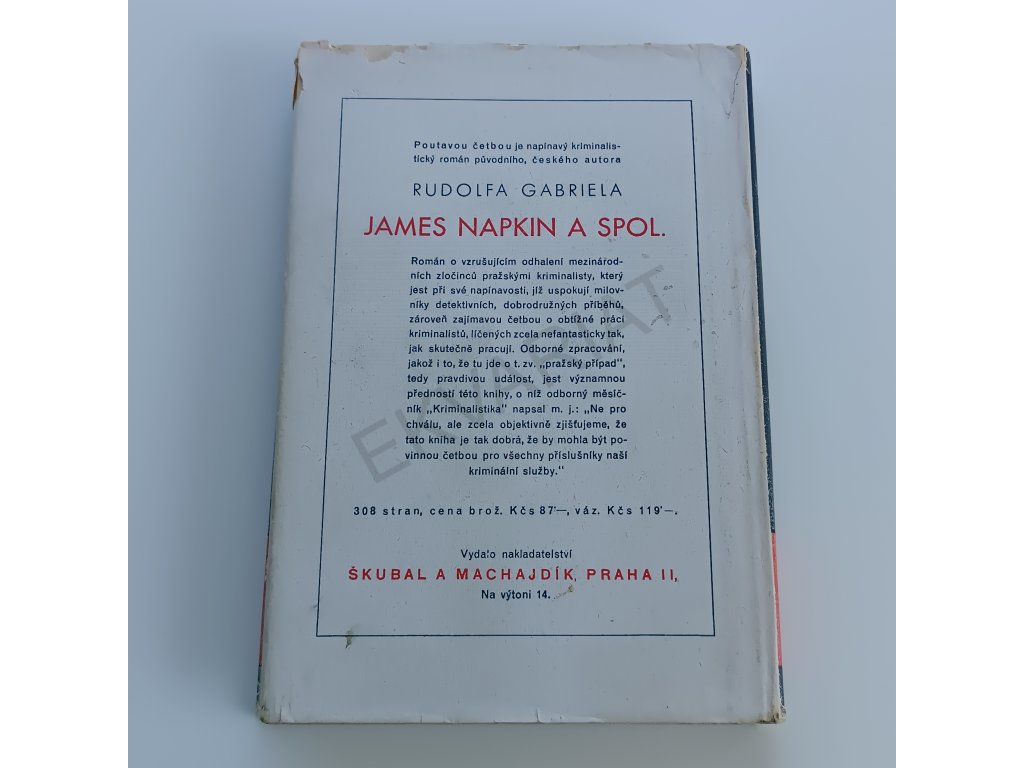 Poutavou četbou je napínavý kriminalis-
tický román původního, českého autora
RUDOLFA GABRIELA
JAMES NAPKIN A SPOL.
Román o vzrušujícím odhalení mezinárod-
ních zločinců pražskými kriminalisty, který
jest při své napínavosti, jíž uspokují milov-
níky detektivních, dobrodružných příběhů,
zároveň zajímavou četbou o obtížné práci
kriminalistů, líčených zcela nefantasticky tak,
jak skutečně pracují. Odborné zpracování,
jakož i to, že tu jde o t. zv. „pražský případ",
tedy pravdivou událost, jest významnou
předností této knihy, o níž odborný měsíč-
ník „Kriminalistika" napsal m. j.: „Ne pro
chválu, ale zcela objektivně zjišťujeme, že
tato kniha je tak dobrá, že by mohla být po-
vinnou četbou pro všechny příslušníky naší
kriminální služby."
308 stran, cena brož. Kčs 87·—, váz. Kčs 119·—.
Vydalo nakladatelství
ŠKUBAL A MACHAJDÍK, PRAHA II,
Na výtoni 14.
EKVARIÁT